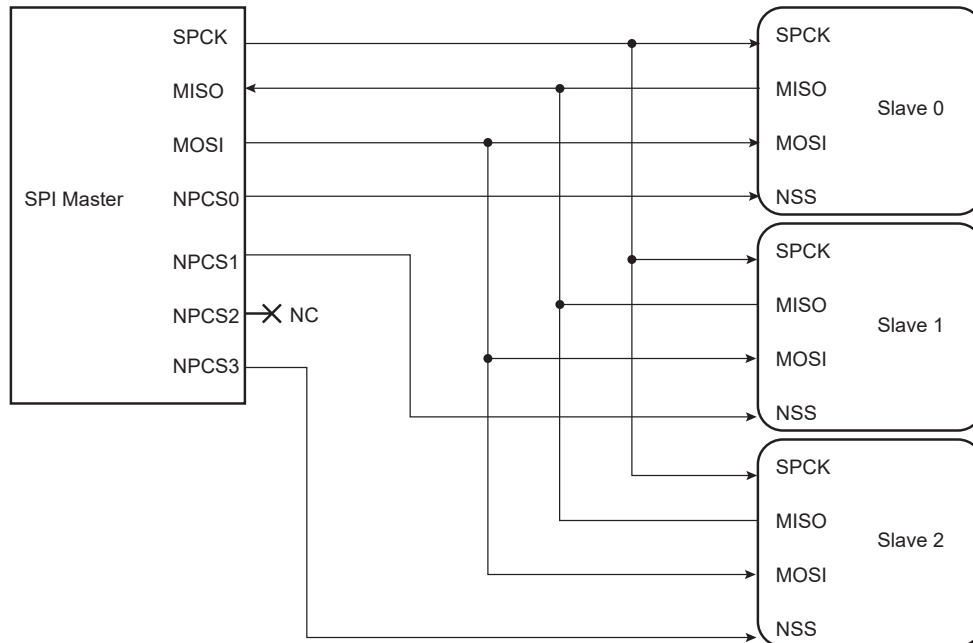 SPI Master
SPCK
MISO
MOSI
NPCS0
NPCS1
NPCS2
NC
NPCS3
SPCK
MISO
MOSI
NSS
Slave 0
SPCK
MISO
MOSI
NSS
Slave 1
SPCK
MISO
MOSI
NSS
Slave 2